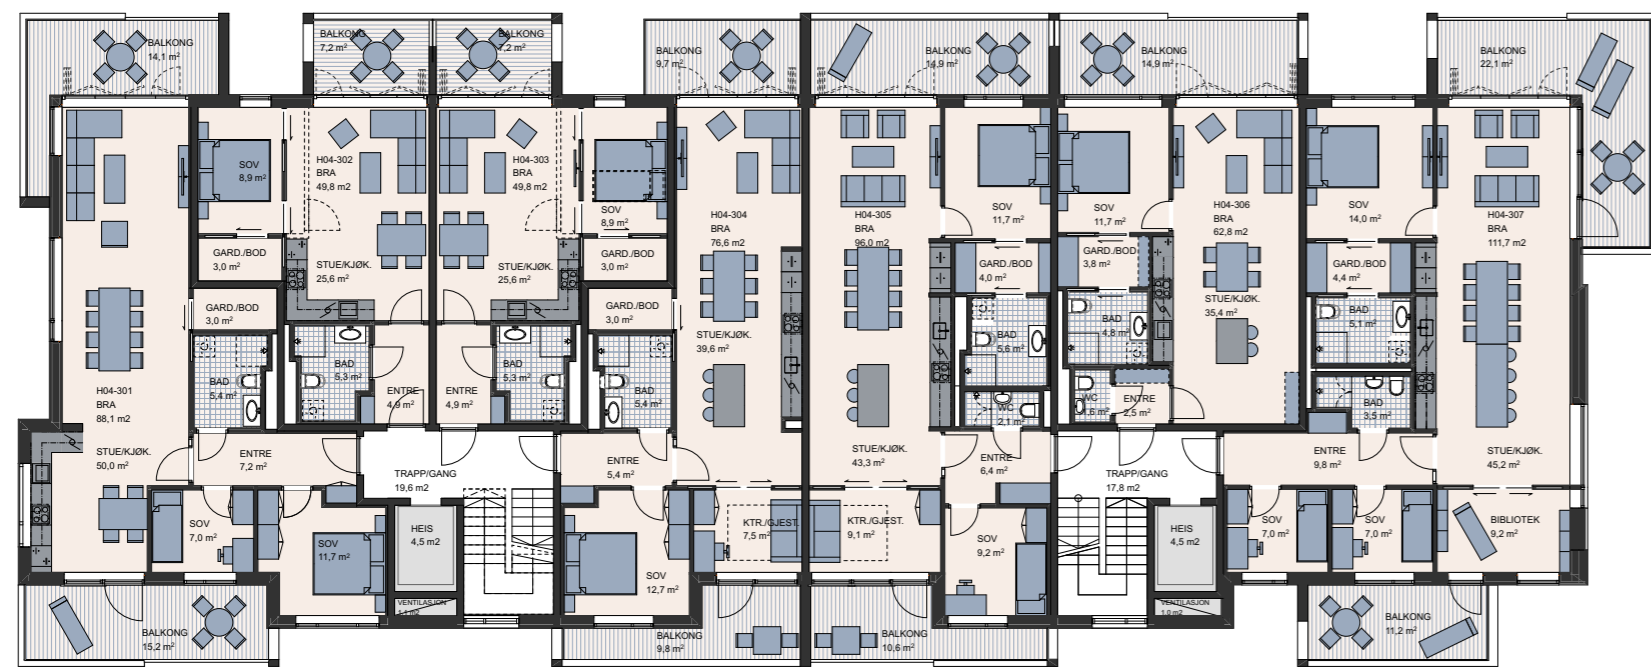 BALKONG
14,1 m²
BALKONG
7,2 m²
BALKONG
7,2 m²
BALKONG
9,7 m²
BALKONG
14,9 m²
BALKONG
14,9 m²
BALKONG
22,1 m²
SOV
8,9 m²
H04-302
BRA
49,8 m2
H04-303
BRA
49,8 m2
SOV
8,9 m²
H04-304
BRA
76,6 m2
H04-305
BRA
96,0 m2
SOV
11,7 m²
SOV
11,7 m²
H04-306
BRA
62,8 m2
SOV
14,0 m²
H04-307
BRA
111,7 m2
GARD./BOD
3,0 m²
STUE/KJØK.
25,6 m²
STUE/KJØK.
25,6 m²
GARD./BOD
3,0 m²
GARD./BOD
4,0 m²
GARD./BOD
3,8 m²
GARD./BOD
4,4 m²
GARD./BOD
3,0 m²
GARD./BOD
3,0 m²
STUE/KJØK.
39,6 m²
STUE/KJØK.
35,4 m²
BAD
5,6 m²
BAD
4,8 m²
BAD
5,1 m²
BAD
5,4 m²
BAD
5,3 m²
BAD
5,3 m²
BAD
5,4 m²
H04-301
BRA
88,1 m2
ENTRE
4,9 m²
ENTRE
4,9 m²
WC
2,1 m²
WC
1,6 m²
ENTRE
2,5 m²
BAD
3,5 m²
STUE/KJØK.
50,0 m²
ENTRE
7,2 m²
TRAPP/GANG
19,6 m2
ENTRE
5,4 m²
STUE/KJØK.
43,3 m²
ENTRE
6,4 m²
TRAPP/GANG
17,8 m2
ENTRE
9,8 m²
STUE/KJØK.
45,2 m²
SOV
7,0 m²
SOV
11,7 m²
HEIS
4,5 m2
SOV
12,7 m²
KTR./GJEST.
7,5 m²
KTR./GJEST.
9,1 m²
SOV
9,2 m²
HEIS
4,5 m2
SOV
7,0 m²
SOV
7,0 m²
BIBLIOTEK
9,2 m²
VENTILASJON
1,1 m2
VENTILASJON
1,0 m2
BALKONG
15,2 m²
BALKONG
9,8 m²
BALKONG
10,6 m²
BALKONG
11,2 m²